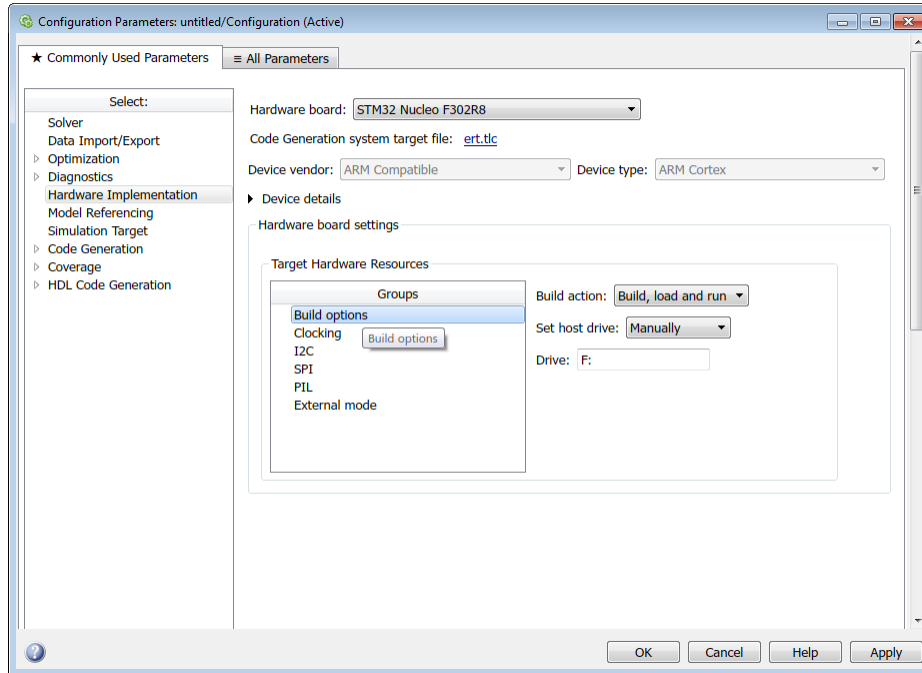 Configuration Parameters: untitled/Configuration (Active)
★ Commonly Used Parameters
≡ All Parameters
Select:
Solver
Data Import/Export
Optimization
Diagnostics
Hardware Implementation
Model Referencing
Simulation Target
Code Generation
Coverage
HDL Code Generation
Hardware board: STM32 Nucleo F302R8
Code Generation system target file: ert.tlc
Device vendor: ARM Compatible Device type: ARM Cortex
Device details
Hardware board settings
Target Hardware Resources
Groups
Build options
Clocking
Build options
I2C
SPI
PIL
External mode
Build action: Build, load and run
Set host drive: Manually
Drive: F:
OK Cancel Help Apply